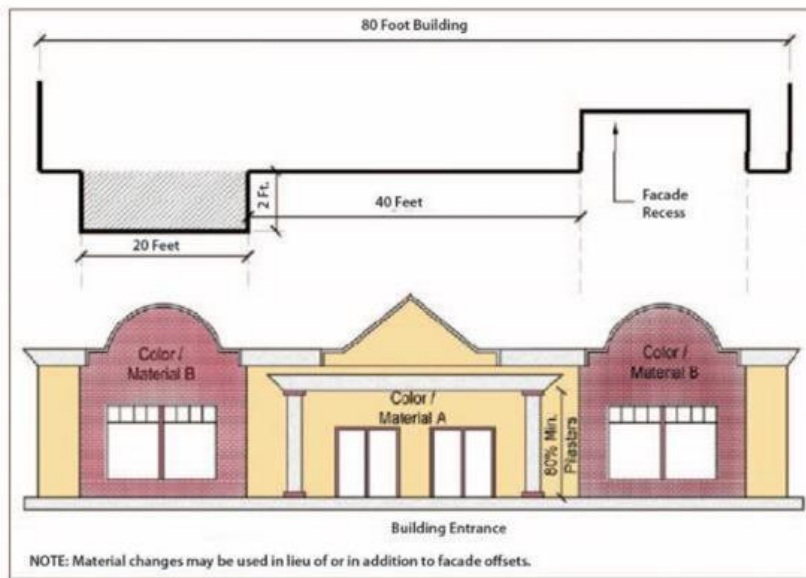 80 Foot Building
2 Ft.
40 Feet
Facade
Recess
20 Feet
Color /
Material B
Color /
Material A
80% Min.
Pilasters
Color /
Material B
Building Entrance
NOTE: Material changes may be used in lieu of or in addition to facade offsets.